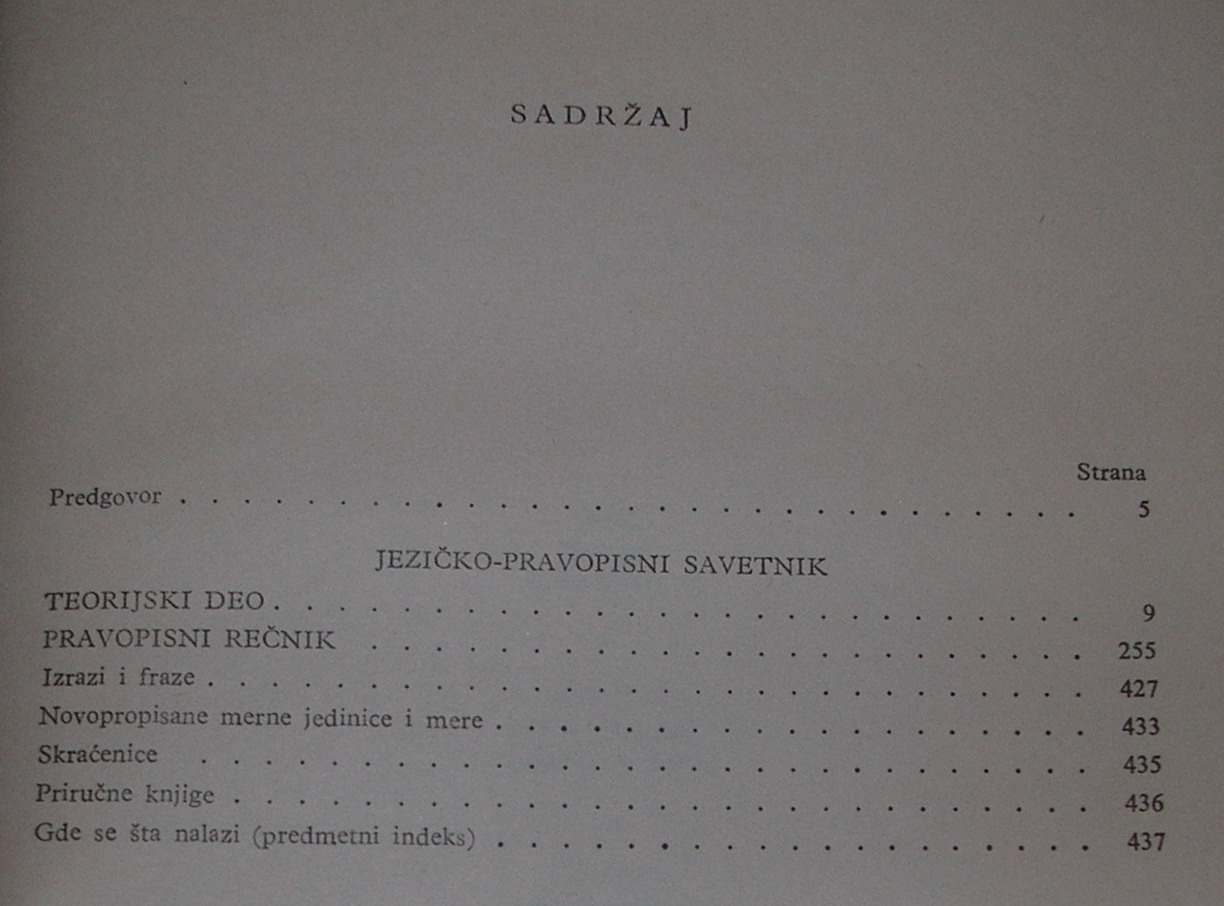 SADRŽAJ
Strana
Predgovor . . . . . . . . . . . . . . . . . . . . . . . . . . . . . 5
JEZIČKO-PRAVOPISNI SAVETNIK
TEORIJSKI DEO . . . . . . . . . . . . . . . . . . . . . . . . . . 9
PRAVOPISNI REČNIK . . . . . . . . . . . . . . . . . . . . . . . 255
Izrazi i fraze . . . . . . . . . . . . . . . . . . . . . . . . . . . . 427
Novopropisane merne jedinice i mere . . . . . . . . . . . . . . . . . . . 433
Skraćenice . . . . . . . . . . . . . . . . . . . . . . . . . . . . 435
Priručne knjige . . . . . . . . . . . . . . . . . . . . . . . . . . . 436
Gde se šta nalazi (predmetni indeks) . . . . . . . . . . . . . . . . . . . 437